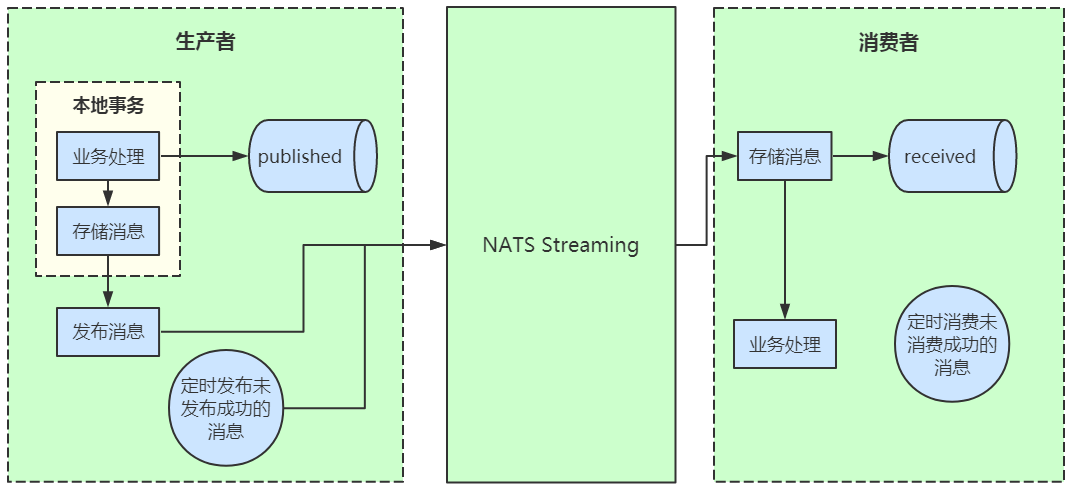 生产者
本地事务
业务处理
published
存储消息
发布消息
定时发布未
发布成功的
消息
NATS Streaming
消费者
存储消息
received
业务处理
定时消费未
消费成功的
消息